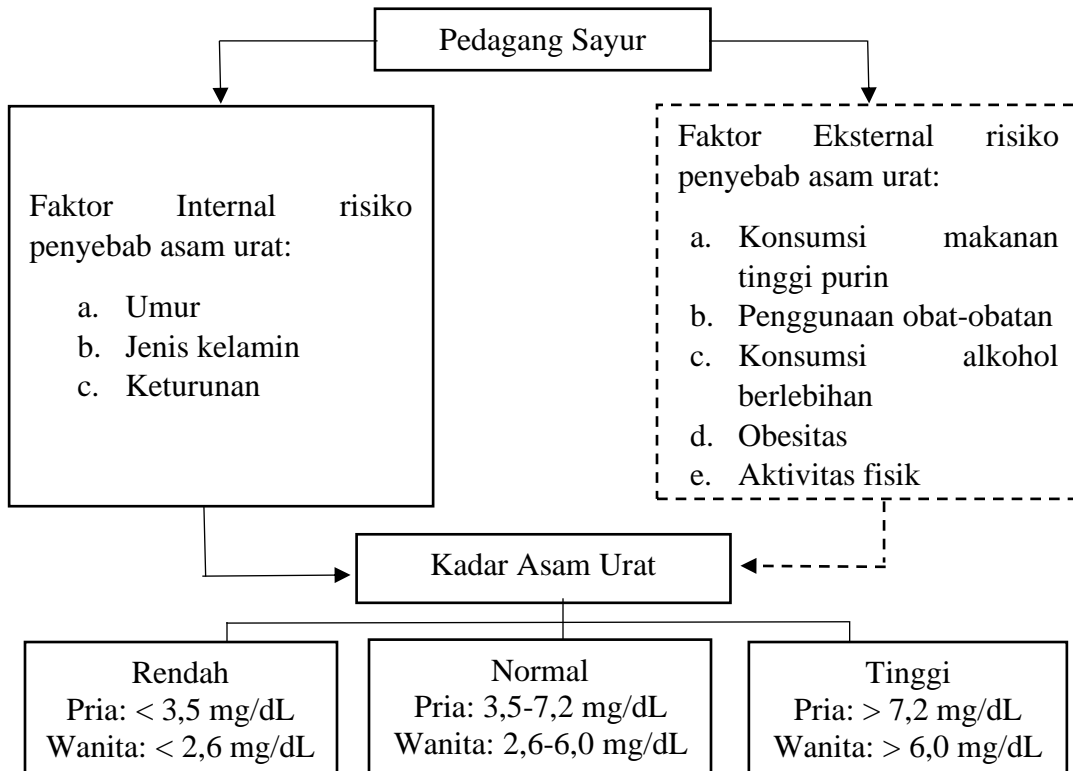 Pedagang Sayur
Faktor Internal risiko
penyebab asam urat:
a. Umur
b. Jenis kelamin
c. Keturunan
Faktor Eksternal risiko
penyebab asam urat:
a. Konsumsi makanan
tinggi purin
b. Penggunaan obat-obatan
c. Konsumsi alkohol
berlebihan
d. Obesitas
e. Aktivitas fisik
Kadar Asam Urat
Rendah
Pria: < 3,5 mg/dL
Wanita: < 2,6 mg/dL
Normal
Pria: 3,5-7,2 mg/dL
Wanita: 2,6-6,0 mg/dL
Tinggi
Pria: > 7,2 mg/dL
Wanita: > 6,0 mg/dL